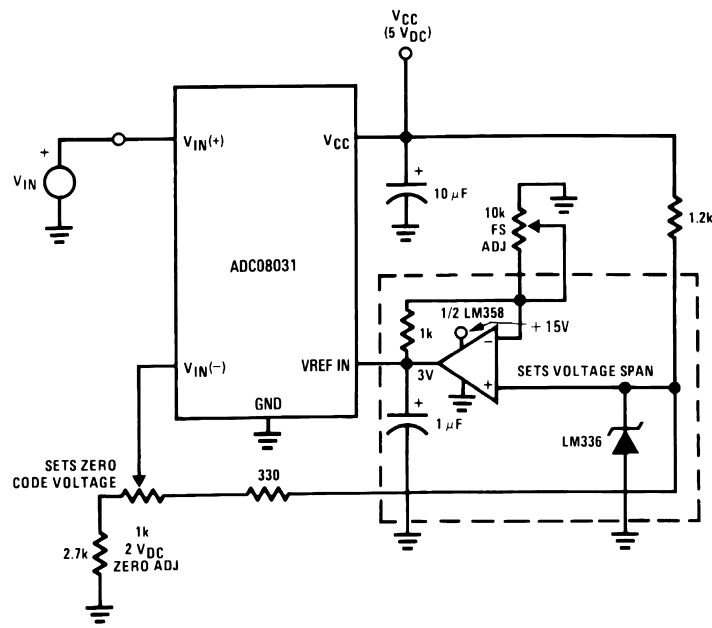 VCC
(5 VDC)
VIN(+)
VCC
+
VIN
+
10 µF
10k
FS
ADJ
1.2k
ADC08031
1/2 LM358
+ 15V
1k
−
VIN(−)
VREF IN
3V
+
SETS VOLTAGE SPAN
GND
+
1 µF
LM336
SETS ZERO
CODE VOLTAGE
330
1k
2 VDC
ZERO ADJ
2.7k